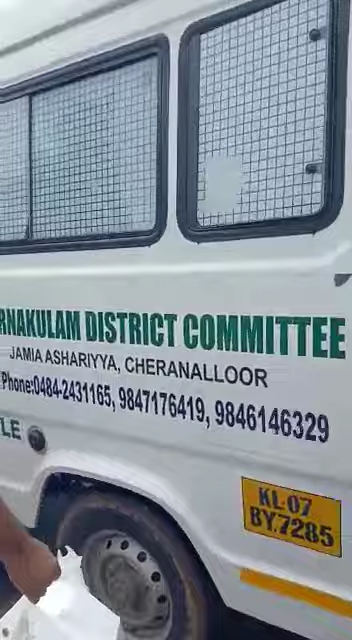 RNAKULAM DISTRICT COMMITTEE
JAMIA ASHARIYYA, CHERANALLOOR
Phone:0484-2431165, 9847176419, 9846146329
LE
KL-07
BY.7285